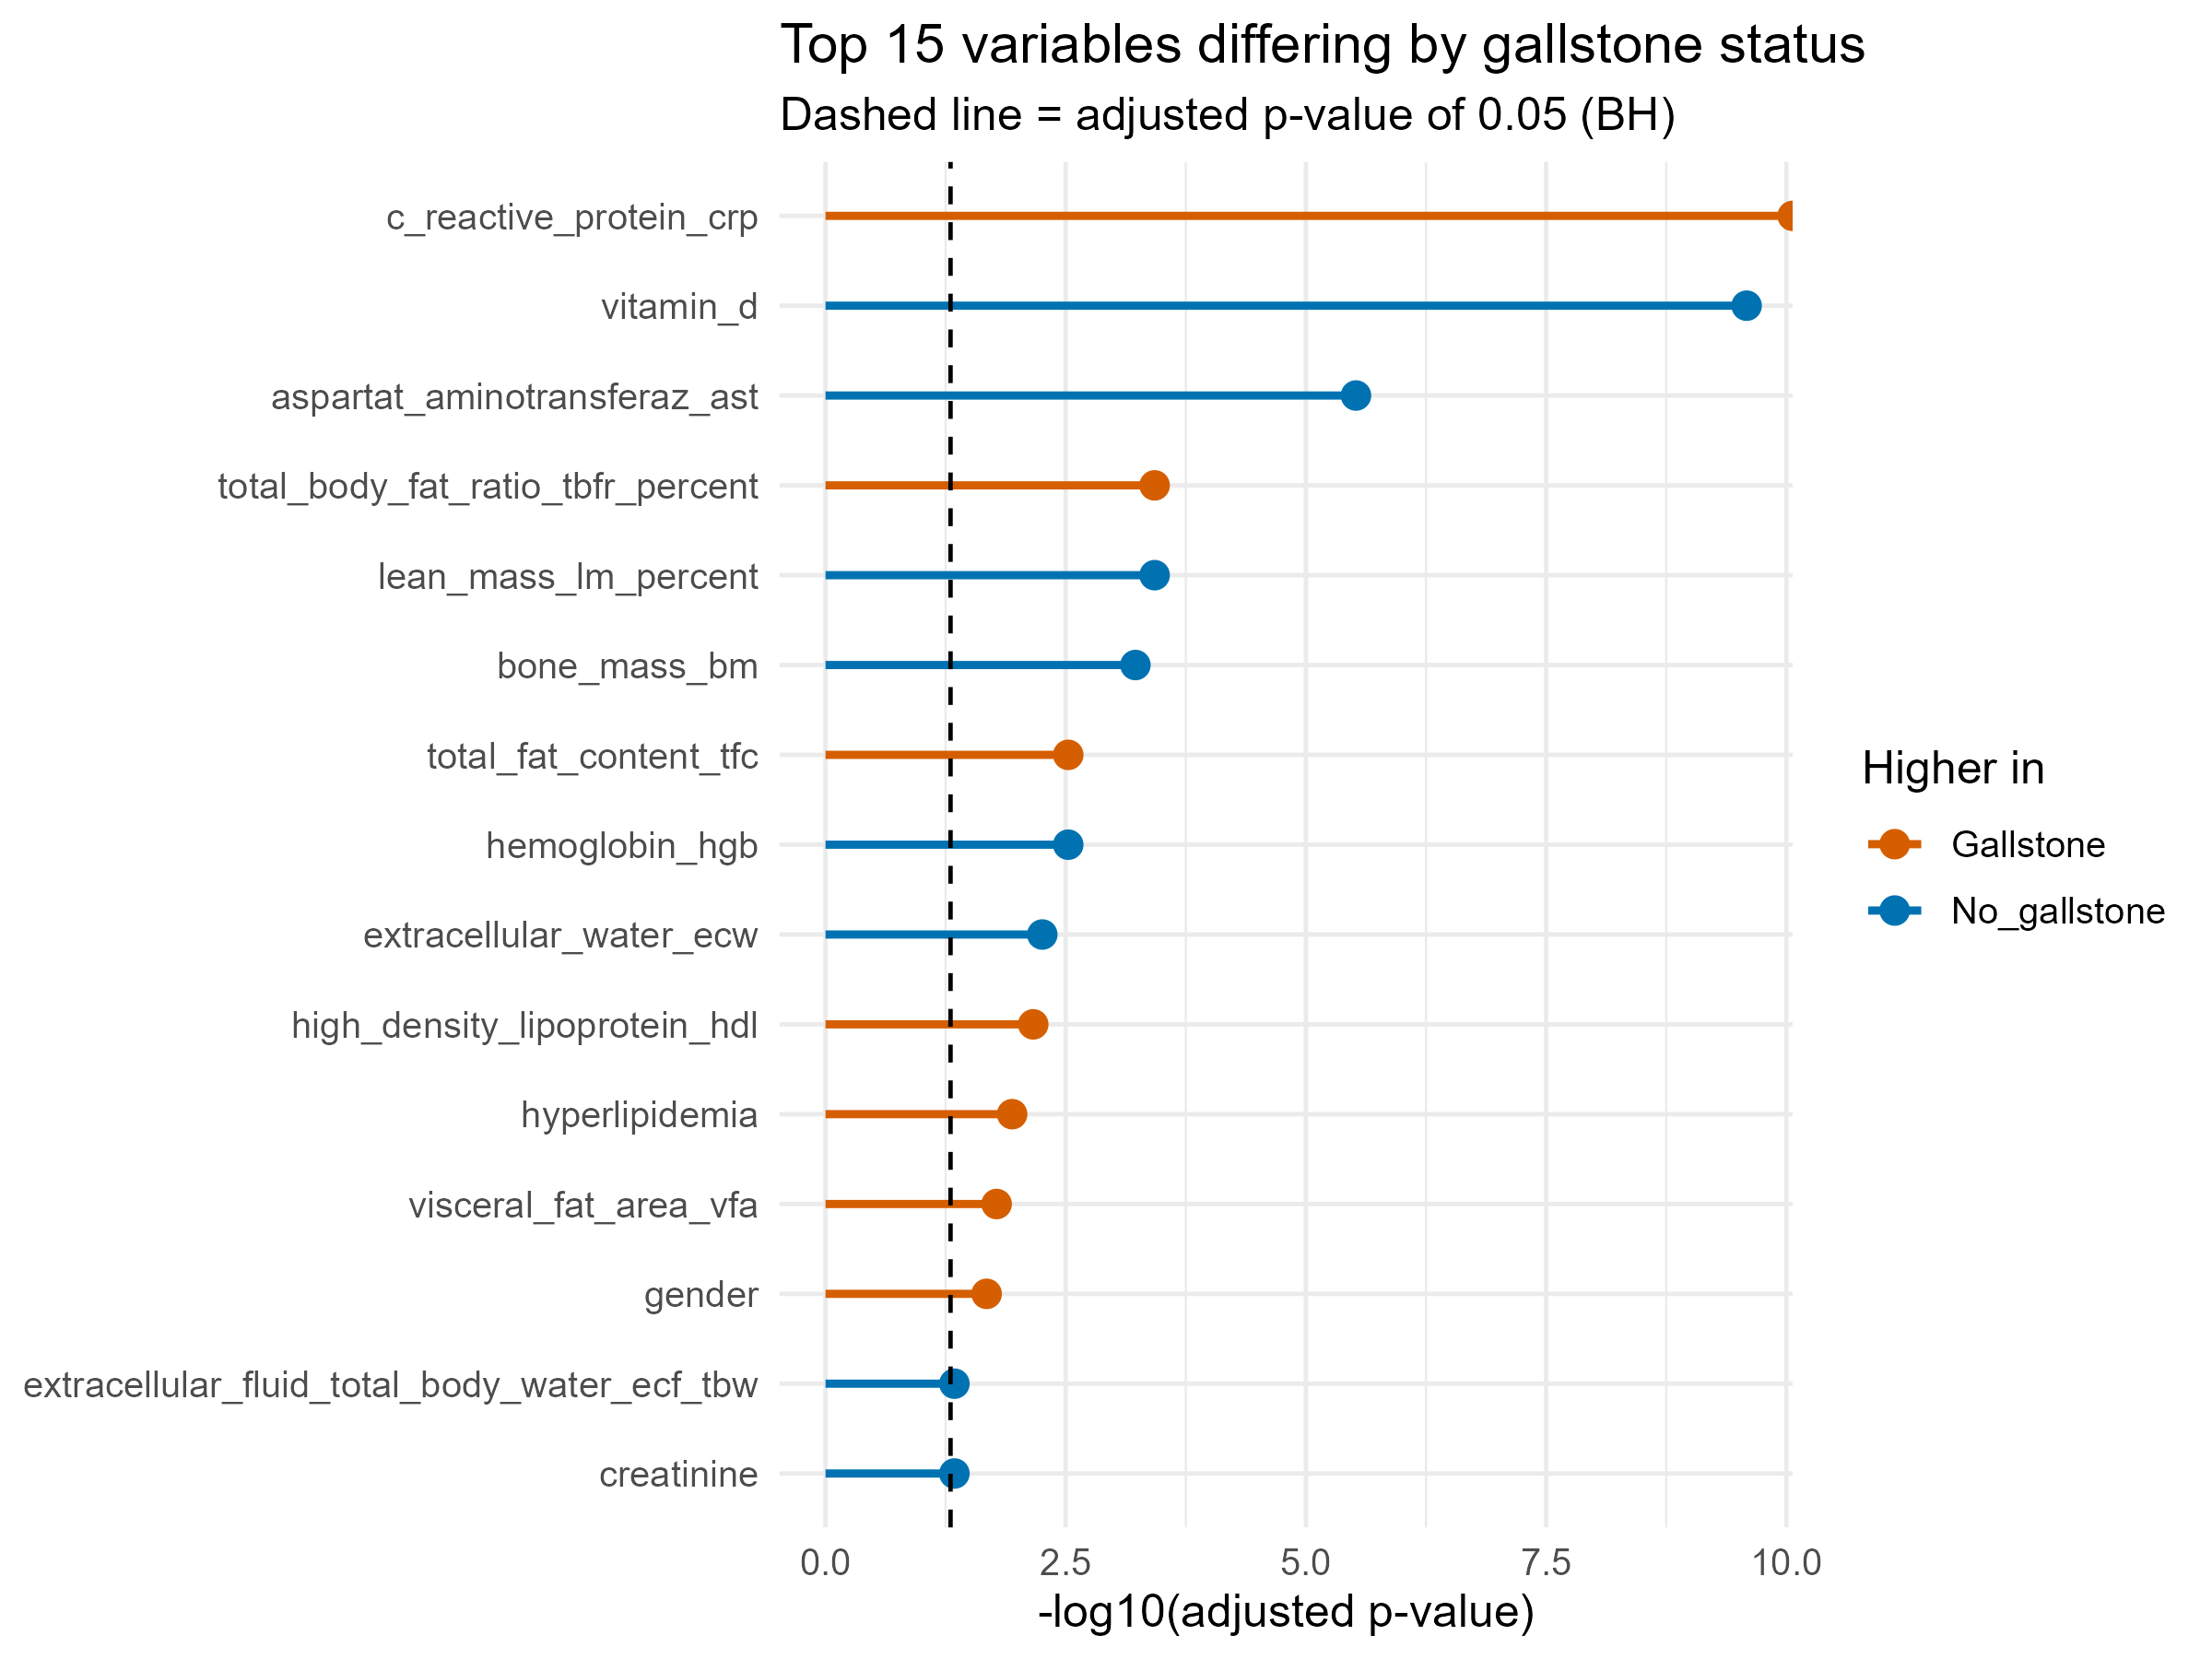 Top 15 variables differing by gallstone status
Dashed line = adjusted p-value of 0.05 (BH)
c_reactive_protein_crp
vitamin_d
aspartat_aminotransferaz_ast
total_body_fat_ratio_tbfr_percent
lean_mass_lm_percent
bone_mass_bm
total_fat_content_tfc
hemoglobin_hgb
extracellular_water_ecw
high_density_lipoprotein_hdl
hyperlipidemia
visceral_fat_area_vfa
gender
extracellular_fluid_total_body_water_ecf_tbw
creatinine
0.0 2.5 5.0 7.5 10.0
-log10(adjusted p-value)
Higher in
Gallstone
No_gallstone